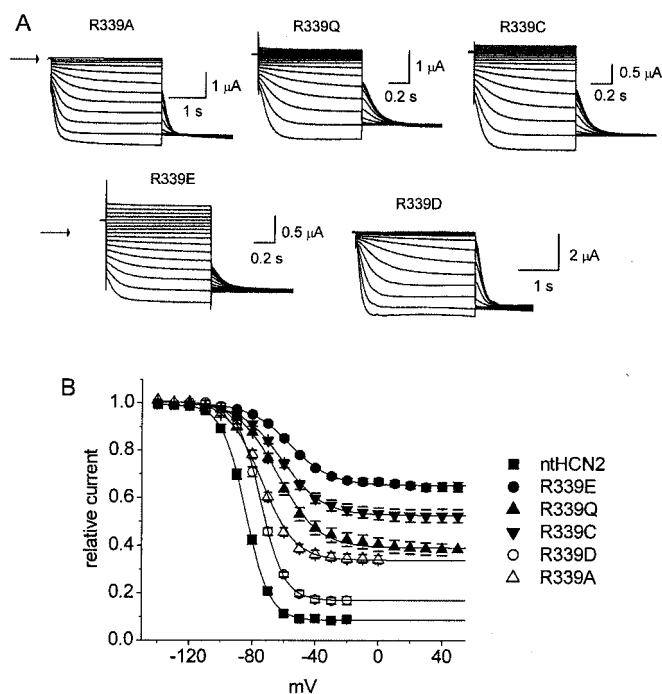 A
R339A
R339Q
R339C
1 μA
1 s
1 μA
0.2 s
0.5 μA
0.2 s
R339E
R339D
0.5 μA
0.2 s
2 μA
1 s
B
1.0
0.8
0.6
0.4
0.2
0.0
relative current
-120
-80
-40
0
40
mV
ntHCN2
R339E
R339Q
R339C
R339D
R339A